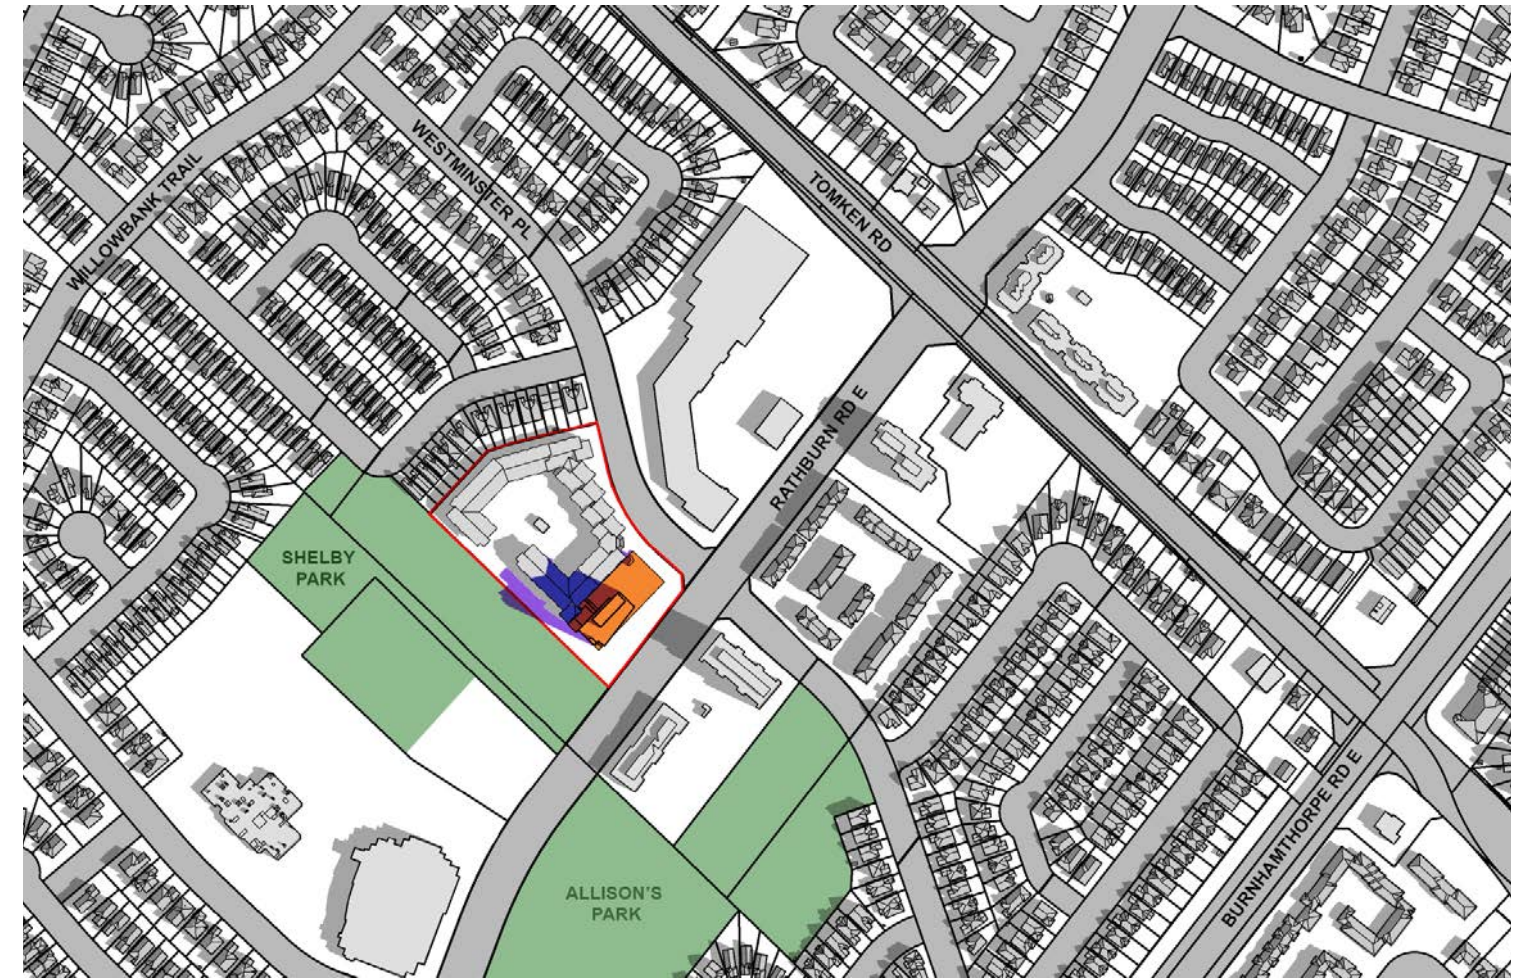 WILLOWBANK TRAIL
WESTMINSTER PL
TOMKEN RD
RATHBURN RD E
SHELBY
PARK
ALLISON'S
PARK
BURNHAMTHORPE RD E